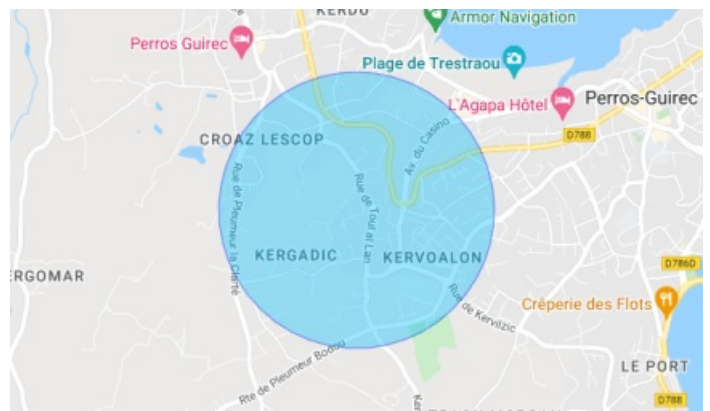 KERDU
Armor Navigation
Perros Guirec
Plage de Trestraou
L'Agapa Hôtel
Perros-Guirec
D788
CROAZ LESCOP
Av. du Casino
Rue de Pleumeur la Clarté
Rue de Toul al Lan
KERGADIC
KERVOALON
ERGOMAR
D786D
Rue de Kervilzic
Crêperie des Flots
Rte de Pleumeur Bodou
LE PORT
D788